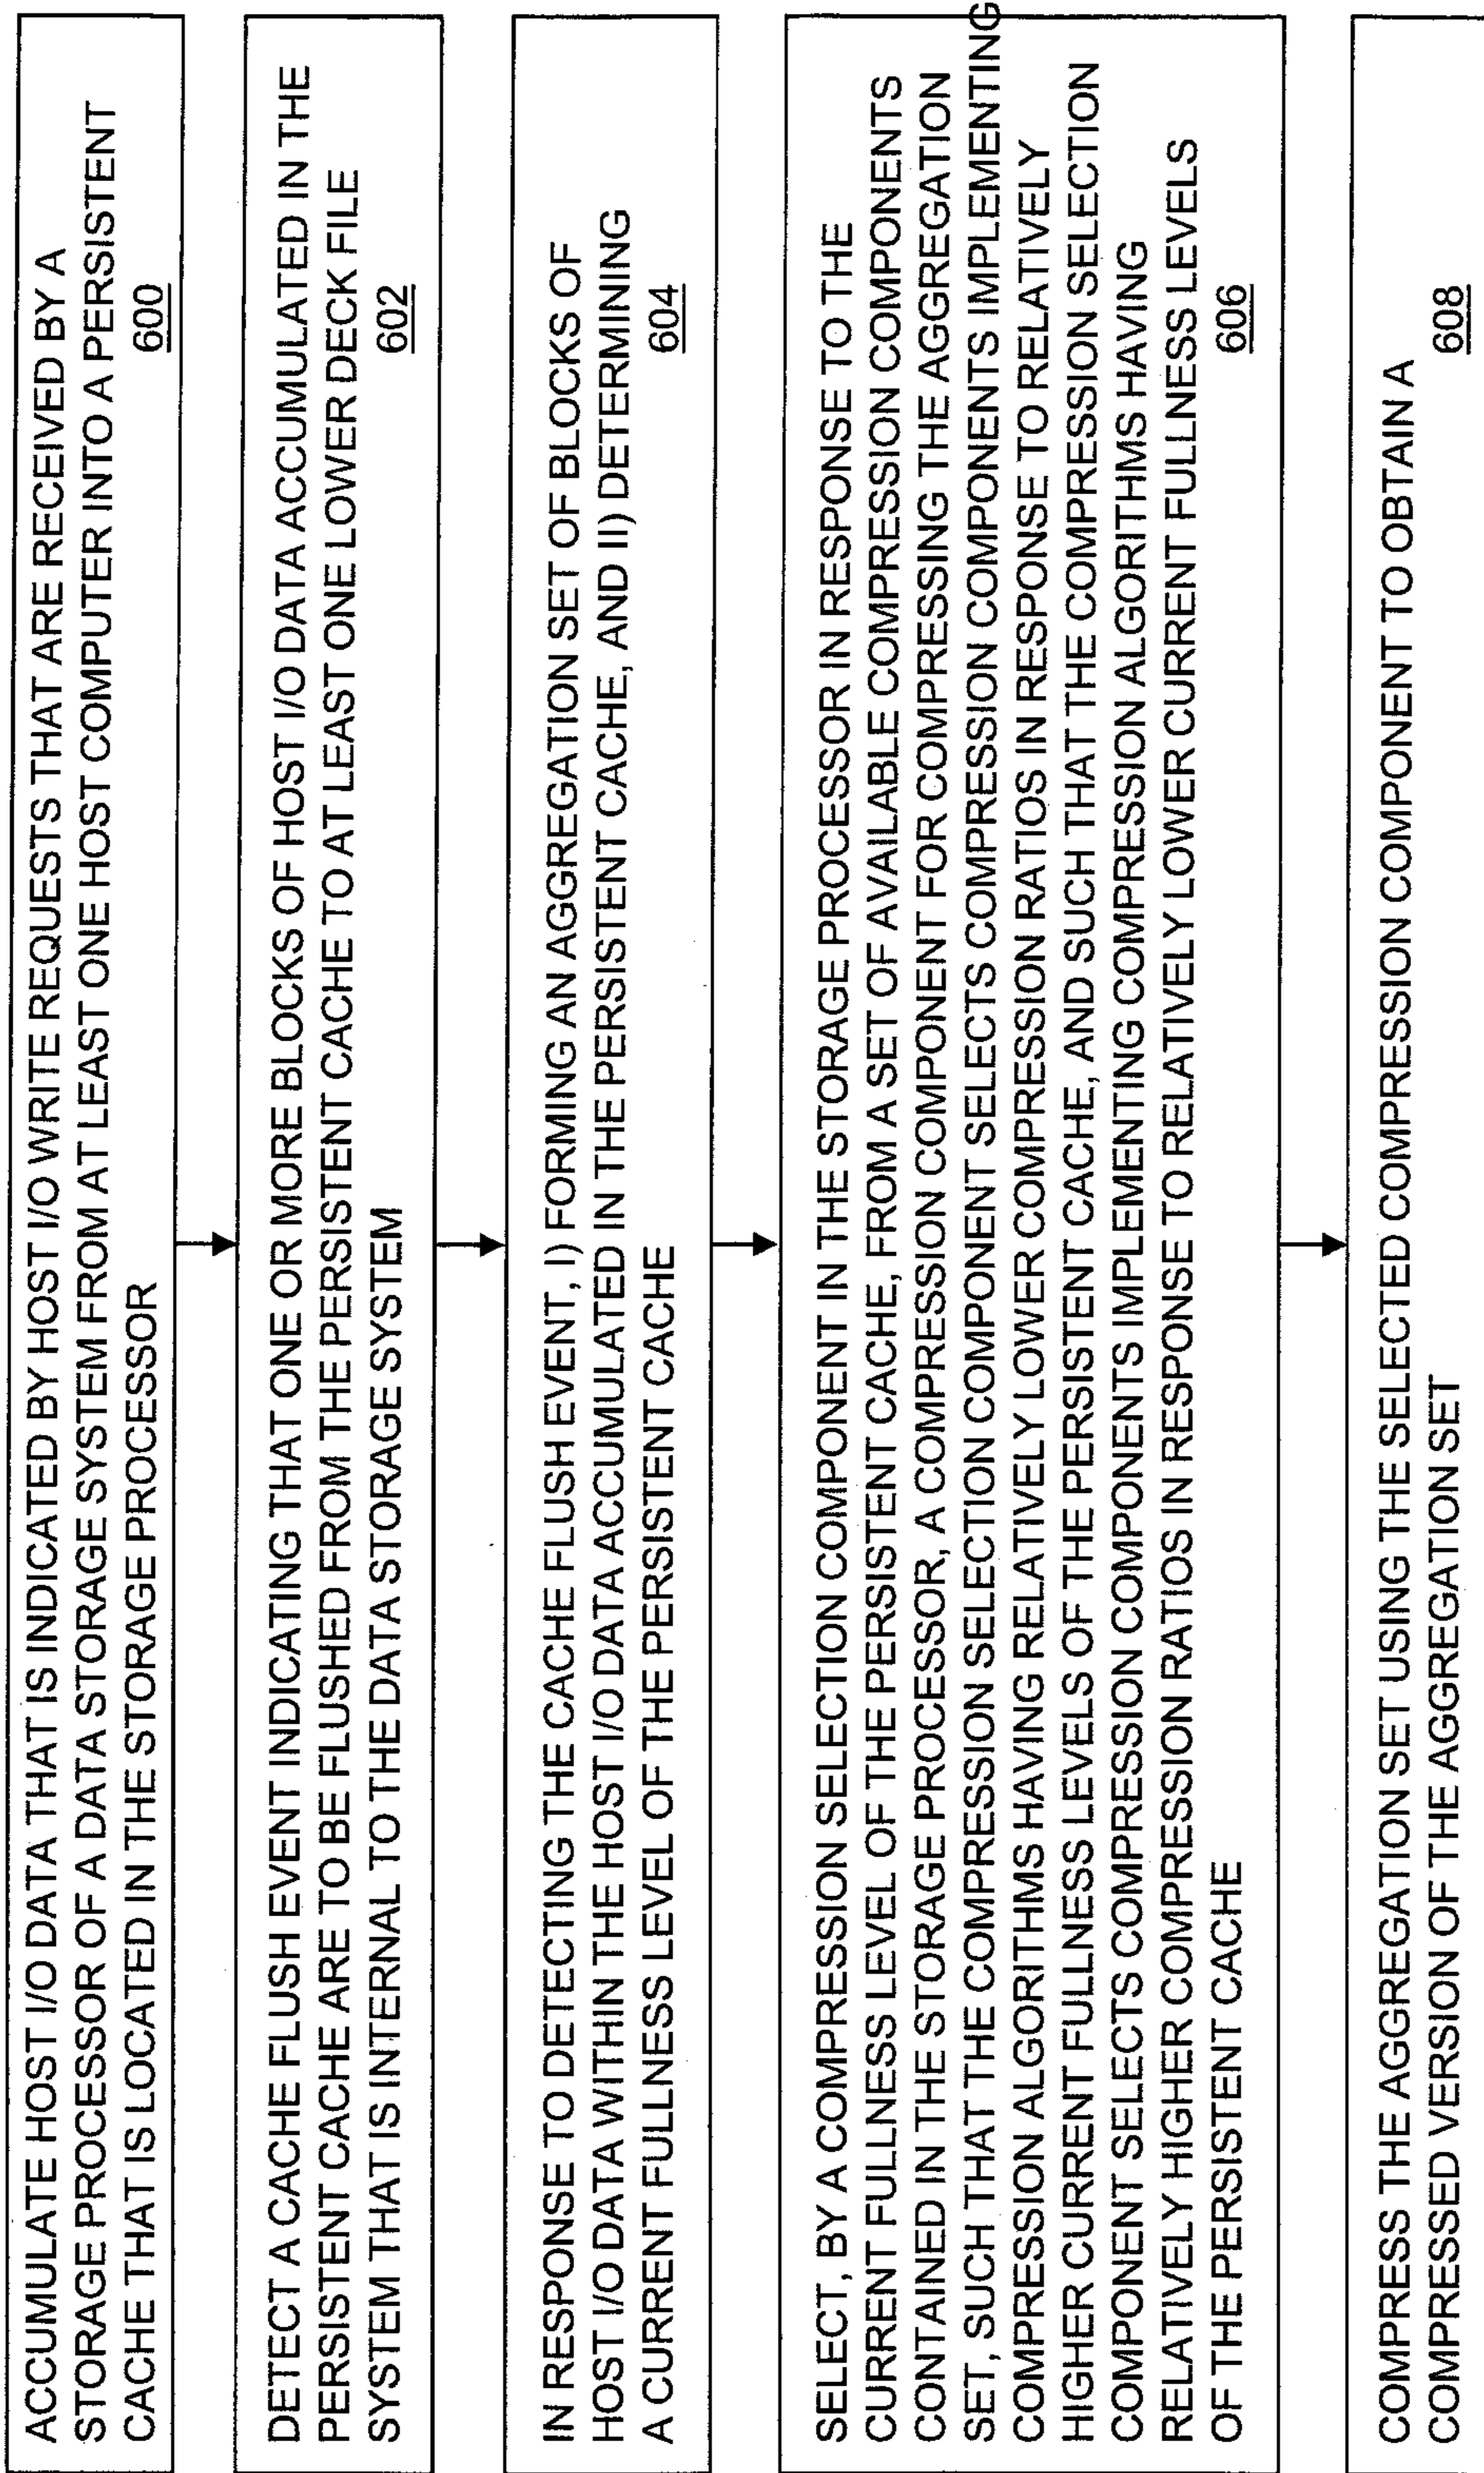 ACCUMULATE HOST I/O DATA THAT IS INDICATED BY HOST I/O WRITE REQUESTS THAT ARE RECEIVED BY A
STORAGE PROCESSOR OF A DATA STORAGE SYSTEM FROM AT LEAST ONE HOST COMPUTER INTO A PERSISTENT
CACHE THAT IS LOCATED IN THE STORAGE PROCESSOR 600
DETECT A CACHE FLUSH EVENT INDICATING THAT ONE OR MORE BLOCKS OF HOST I/O DATA ACCUMULATED IN THE
PERSISTENT CACHE ARE TO BE FLUSHED FROM THE PERSISTENT CACHE TO AT LEAST ONE LOWER DECK FILE
SYSTEM THAT IS INTERNAL TO THE DATA STORAGE SYSTEM 602
IN RESPONSE TO DETECTING THE CACHE FLUSH EVENT, I) FORMING AN AGGREGATION SET OF BLOCKS OF
HOST I/O DATA WITHIN THE HOST I/O DATA ACCUMULATED IN THE PERSISTENT CACHE, AND II) DETERMINING
A CURRENT FULLNESS LEVEL OF THE PERSISTENT CACHE 604
SELECT, BY A COMPRESSION SELECTION COMPONENT IN THE STORAGE PROCESSOR IN RESPONSE TO THE
CURRENT FULLNESS LEVEL OF THE PERSISTENT CACHE, FROM A SET OF AVAILABLE COMPRESSION COMPONENTS
CONTAINED IN THE STORAGE PROCESSOR, A COMPRESSION COMPONENT FOR COMPRESSING THE AGGREGATION
SET, SUCH THAT THE COMPRESSION SELECTION COMPONENT SELECTS COMPRESSION COMPONENTS IMPLEMENTING
COMPRESSION ALGORITHMS HAVING RELATIVELY LOWER COMPRESSION RATIOS IN RESPONSE TO RELATIVELY
HIGHER CURRENT FULLNESS LEVELS OF THE PERSISTENT CACHE, AND SUCH THAT THE COMPRESSION SELECTION
COMPONENT SELECTS COMPRESSION COMPONENTS IMPLEMENTING COMPRESSION ALGORITHMS HAVING
RELATIVELY HIGHER COMPRESSION RATIOS IN RESPONSE TO RELATIVELY LOWER CURRENT FULLNESS LEVELS
OF THE PERSISTENT CACHE 606
COMPRESS THE AGGREGATION SET USING THE SELECTED COMPRESSION COMPONENT TO OBTAIN A
COMPRESSED VERSION OF THE AGGREGATION SET 608